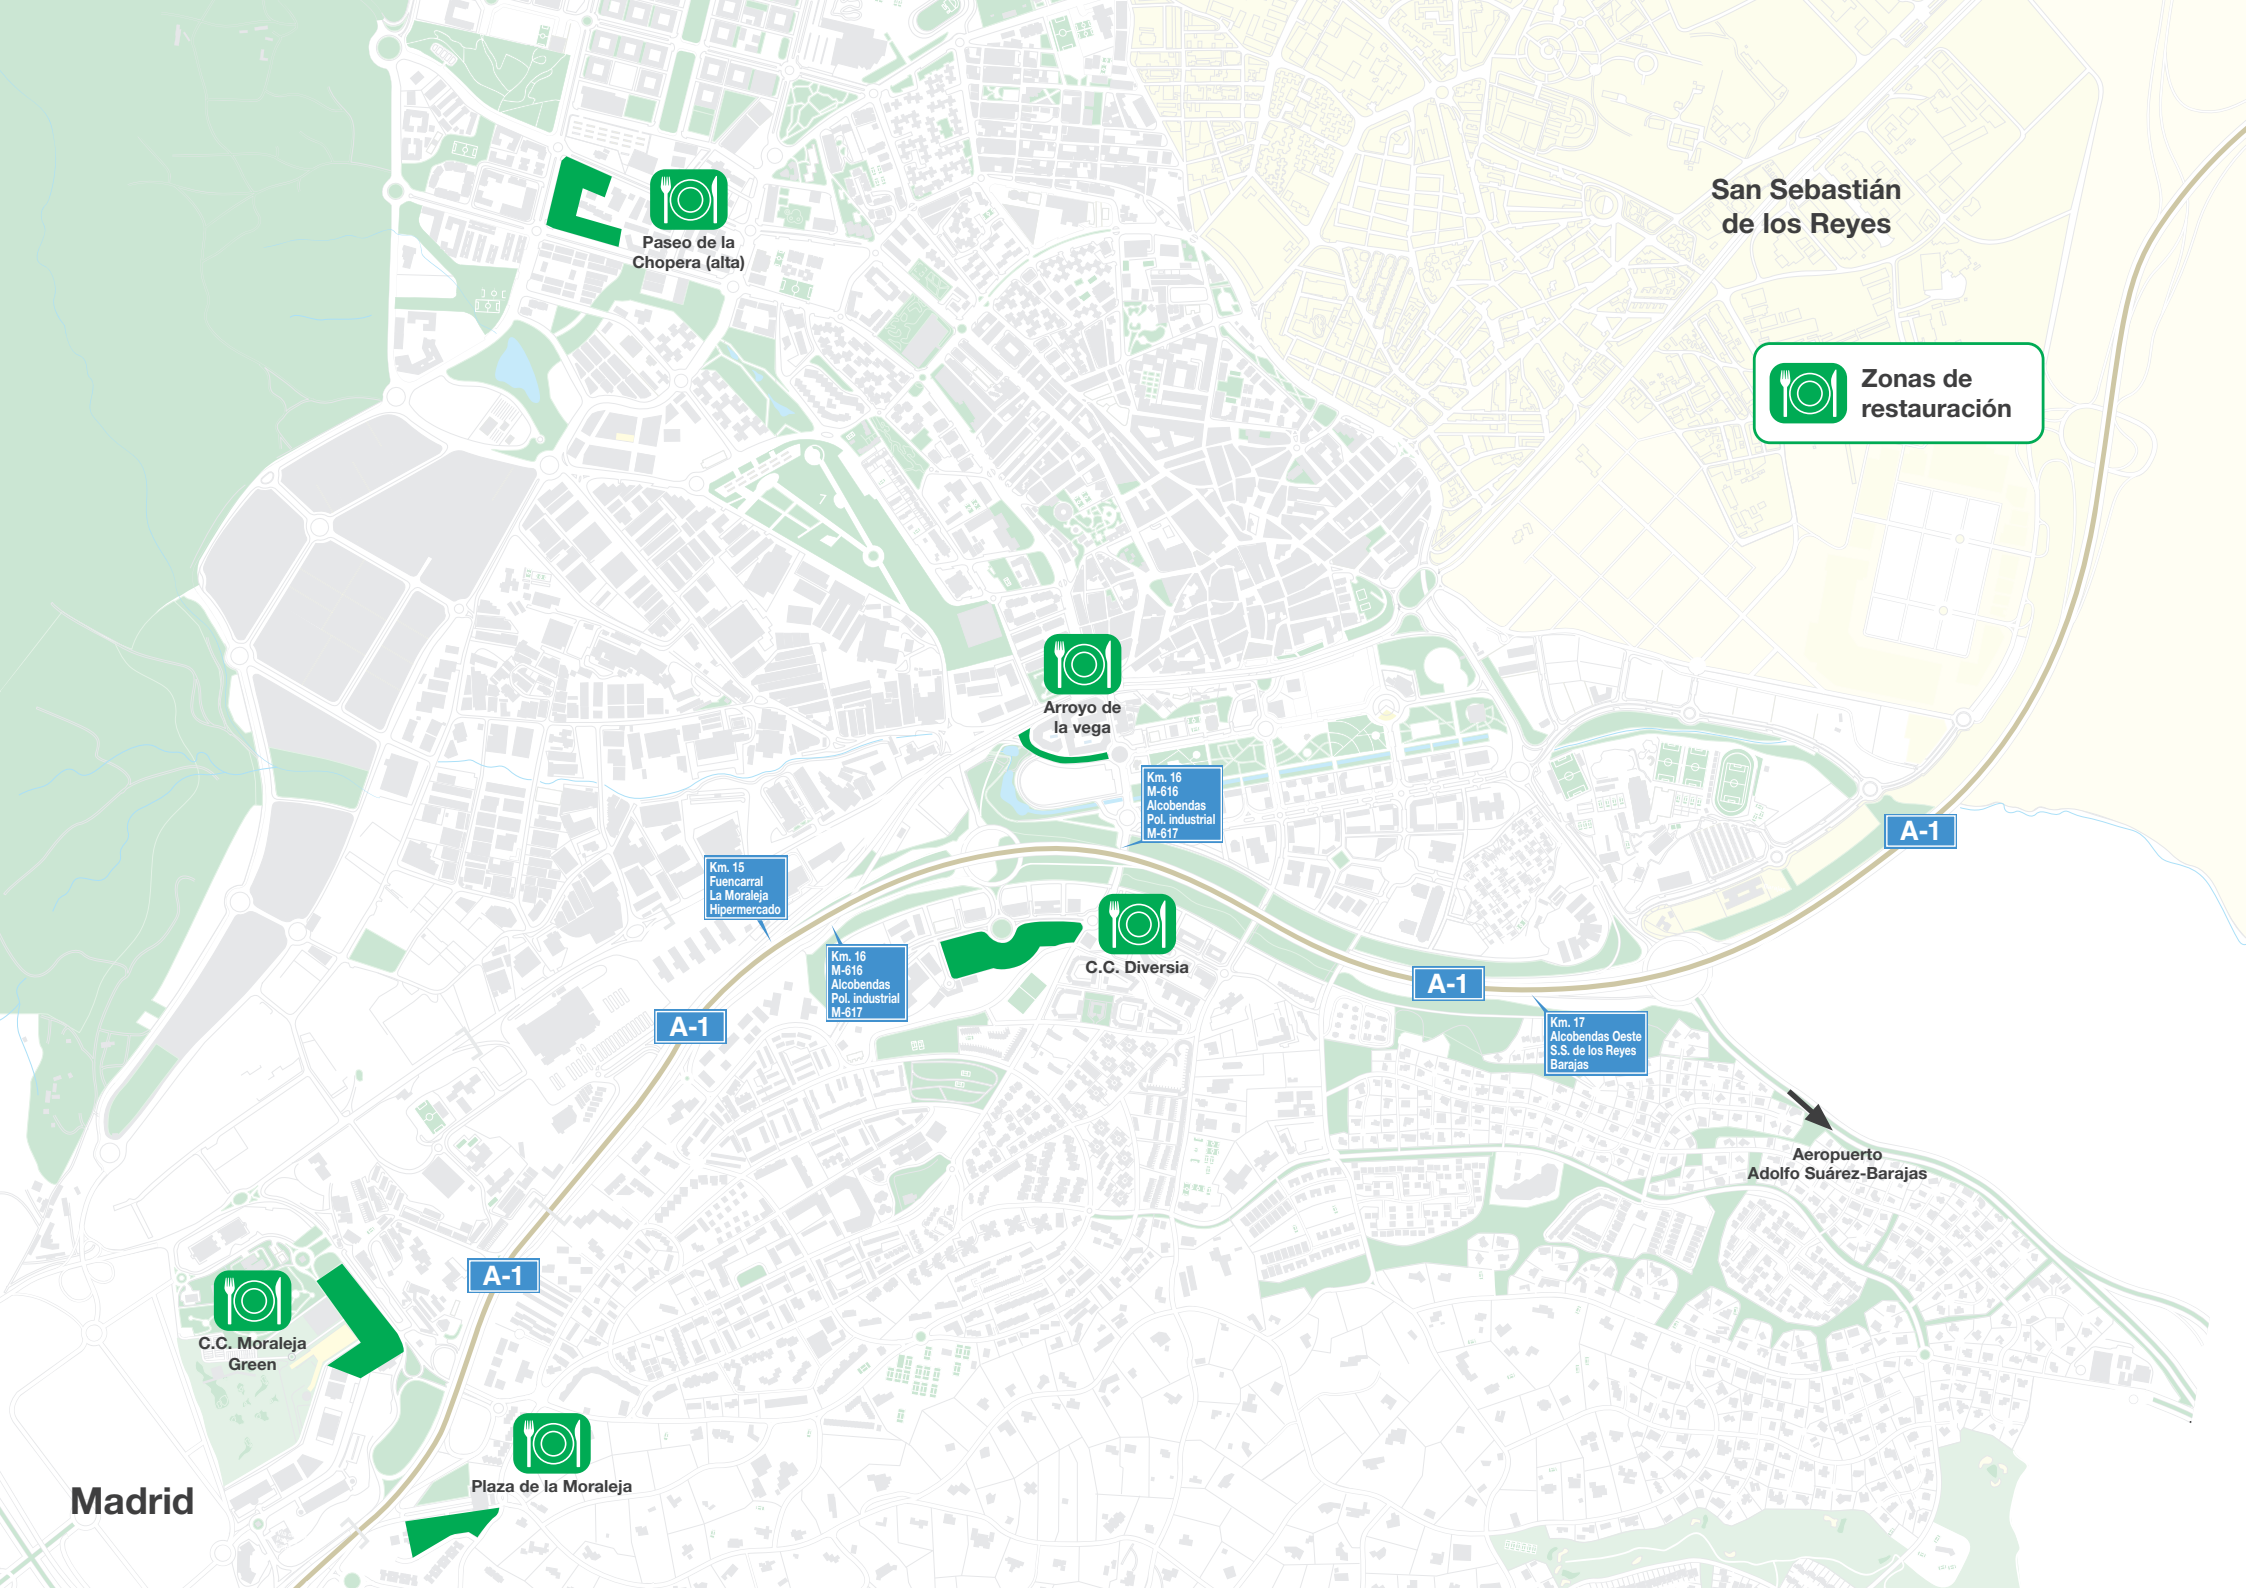 San Sebastián
de los Reyes
Paseo de la
Chopera (alta)
Zonas de
restauración
7
Arroyo de
la vega
Km. 16
M-616
Alcobendas
Pol. industrial
M-617
A-1
Km. 15
Fuencarral
La Moraleja
Hipermercado
C.C. Diversia
Km. 16
M-616
Alcobendas
Pol. industrial
M-617
A-1
A-1
Km. 17
Alcobendas Oeste
S.S. de los Reyes
Barajas
Aeropuerto
Adolfo Suárez-Barajas
A-1
C.C. Moraleja
Green
Plaza de la Moraleja
Madrid